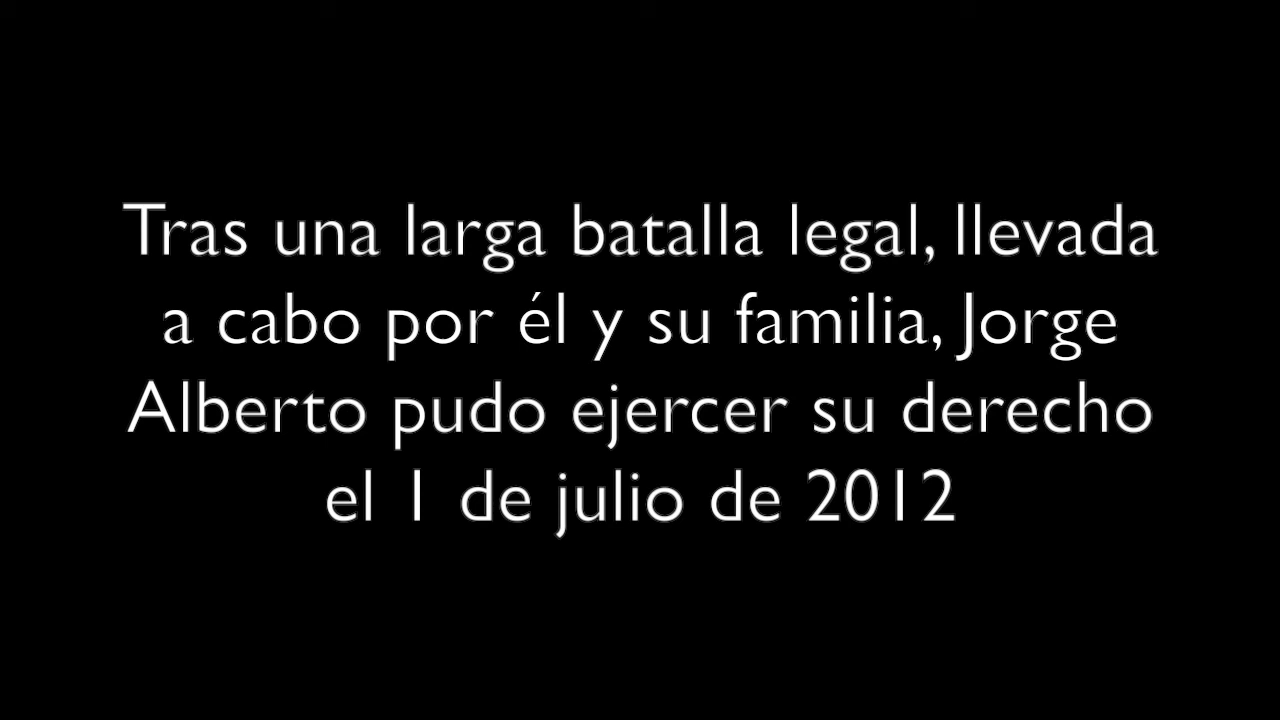 Tras una larga batalla legal, llevada
a cabo por él y su familia, Jorge
Alberto pudo ejercer su derecho
el 1 de julio de 2012